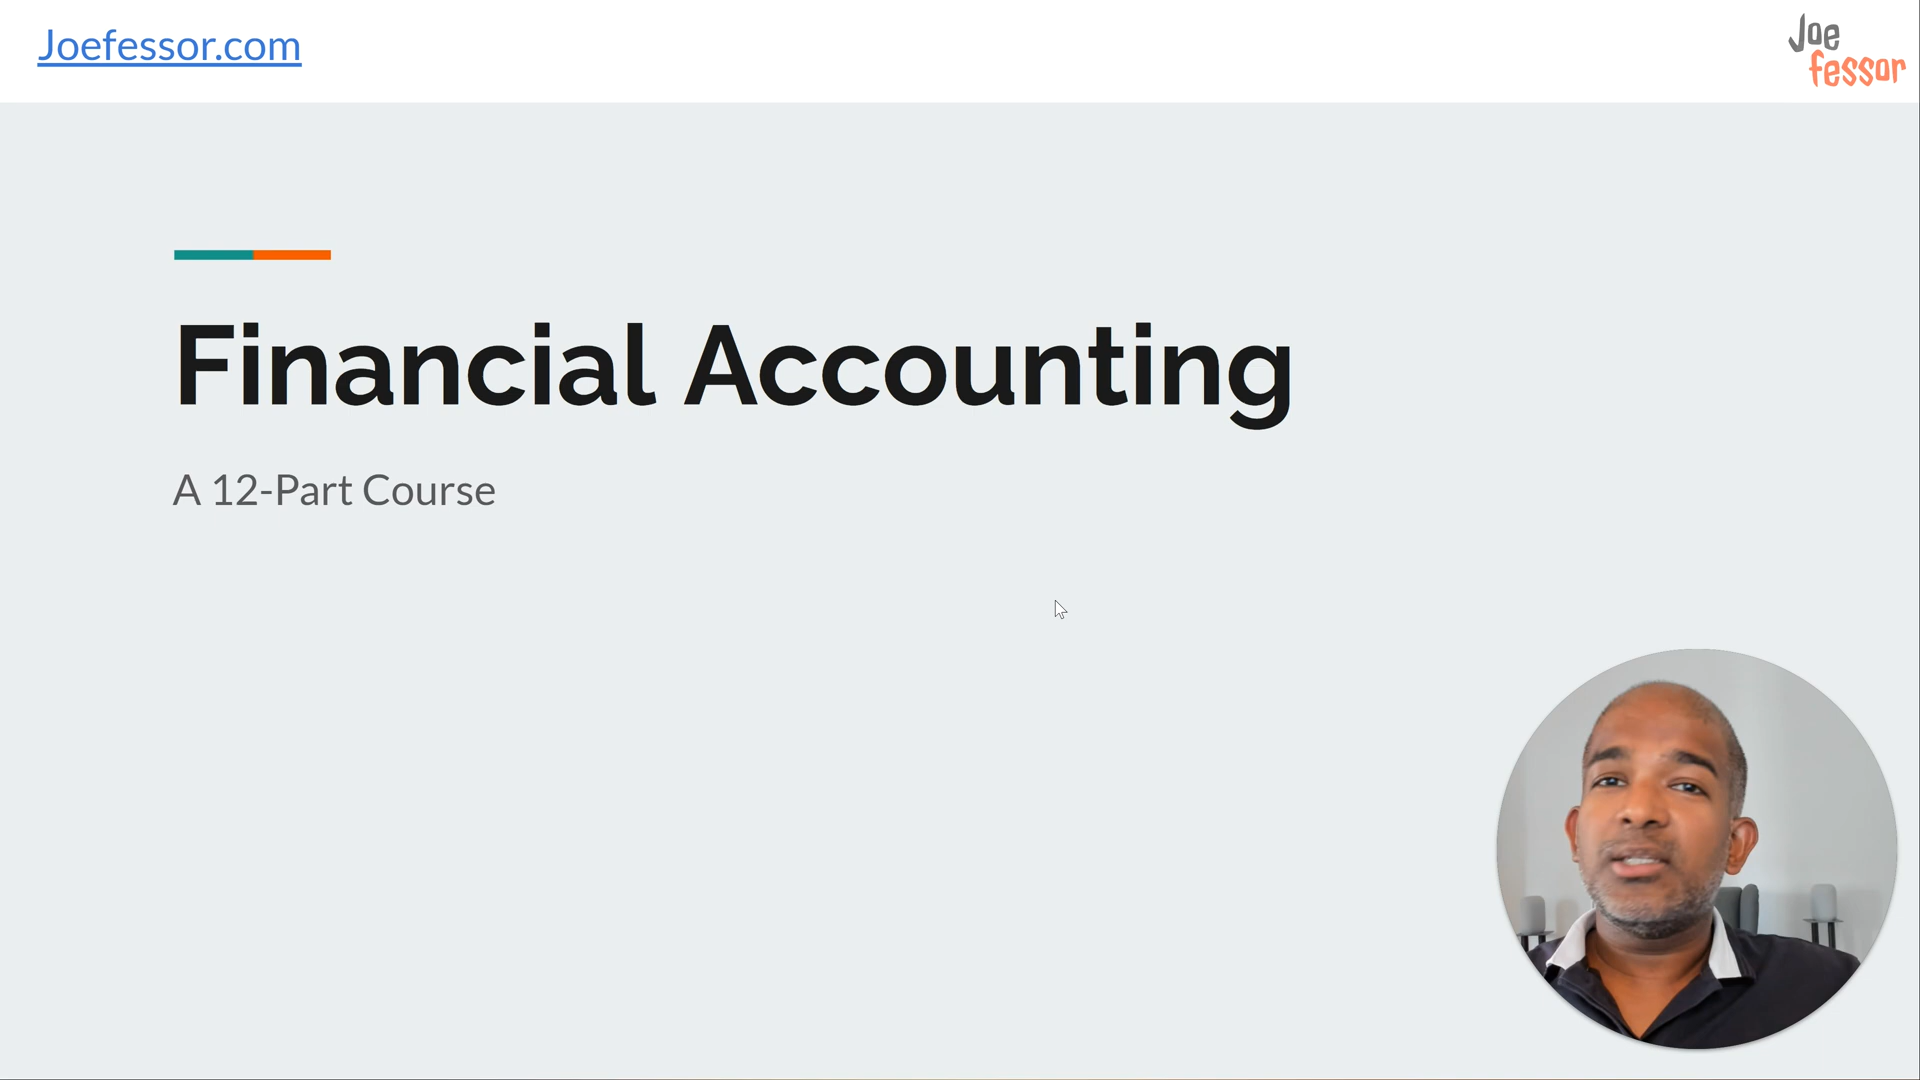 Joefessor.com
Joe
fessor
Financial Accounting
A 12-Part Course